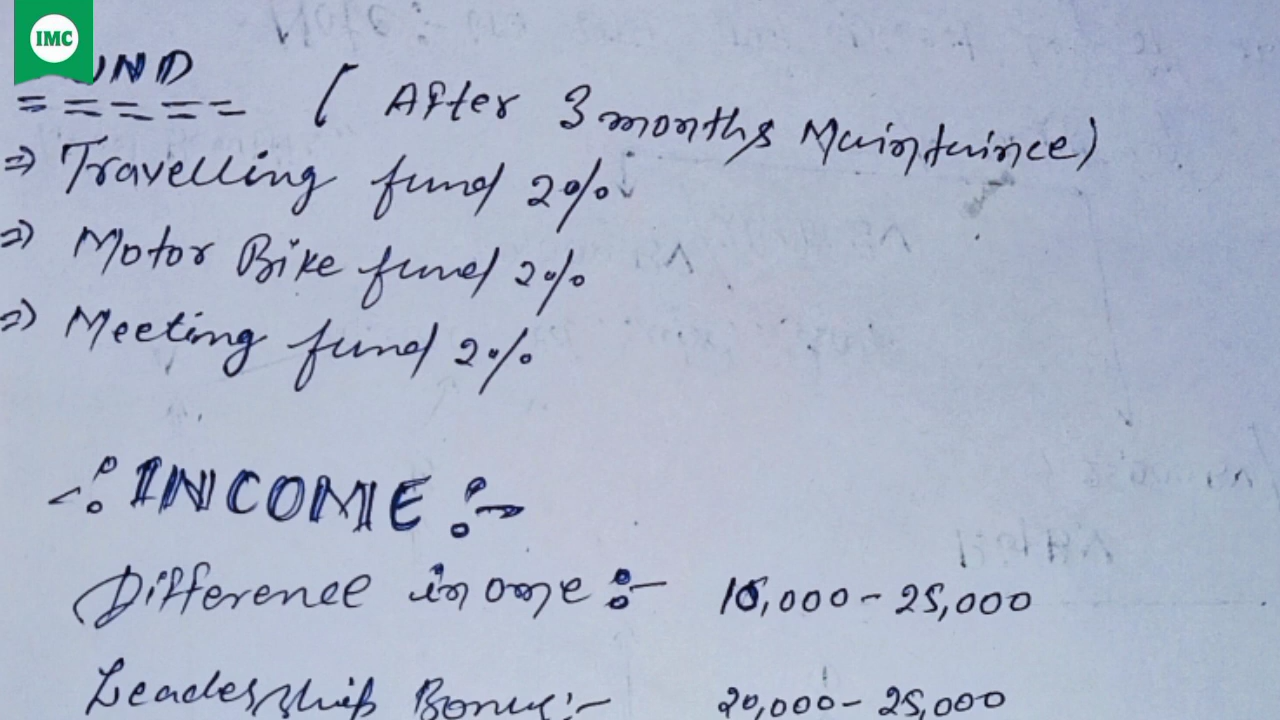 IMC
UND
( After 3 months Maintaince)
=> Travelling fund 2%
=> Motor Bike fund 2%
=> Meeting fund 2%
-: INCOME :-
Difference income :- 15,000 - 25,000
Leadership Bonus :- 20,000 - 25,000